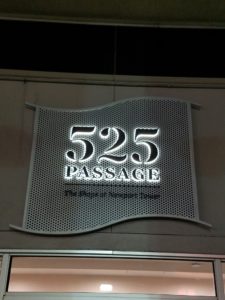 525
PASSAGE
The Shops at Newport Tower